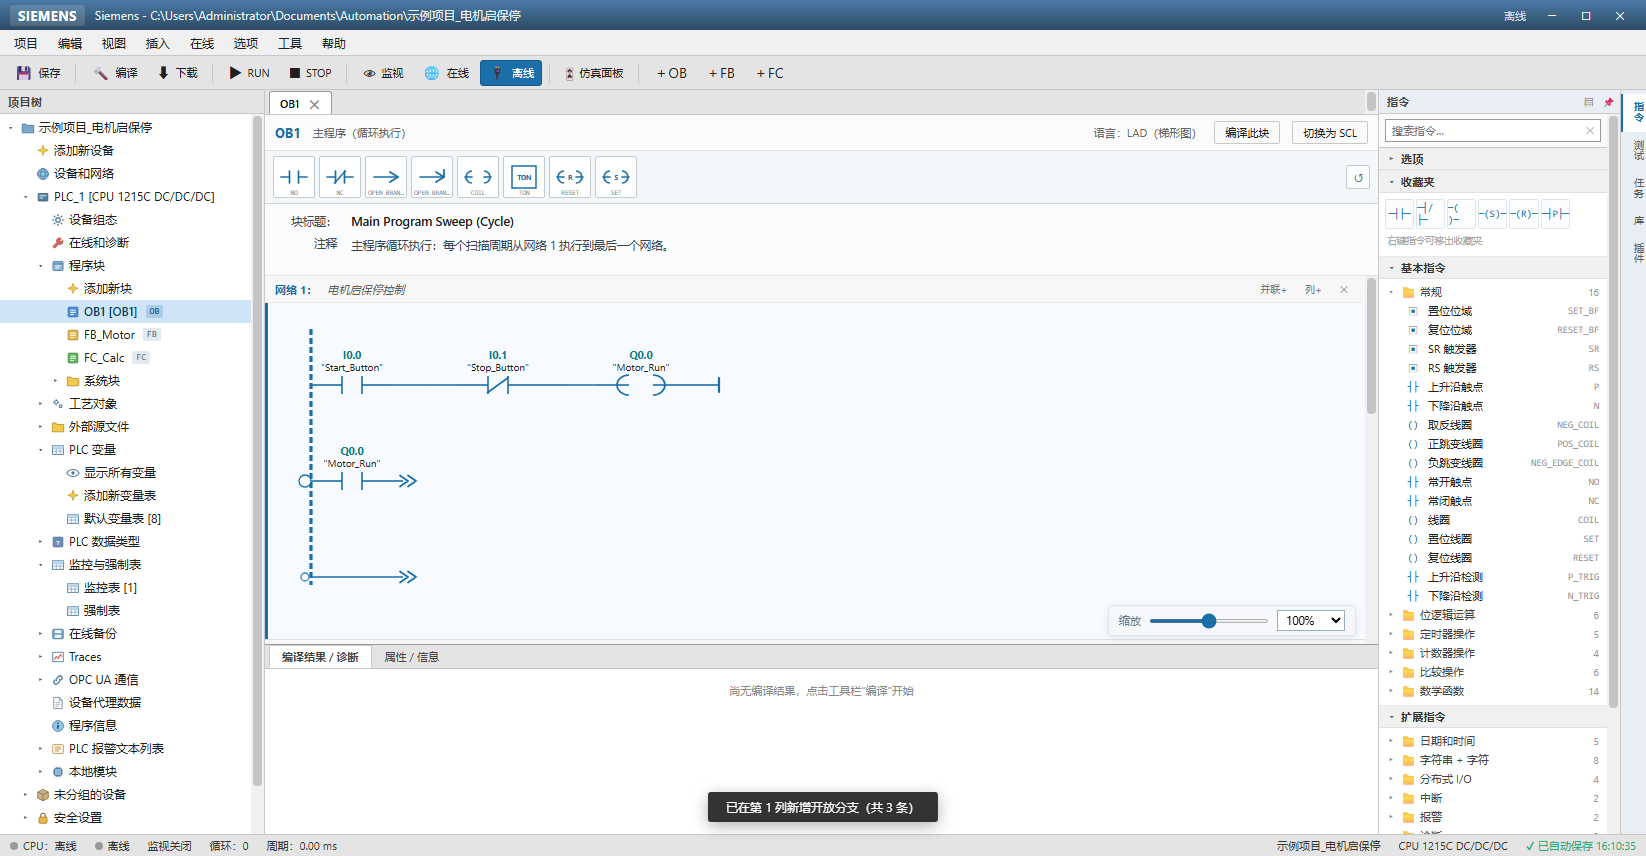 SIEMENS Siemens - C:\Users\Administrator\Documents\Automation\示例项目_电机启保停 离线
项目 编辑 视图 插入 在线 选项 工具 帮助
保存 编译 下载 RUN STOP 监视 在线 离线 仿真面板 + OB + FB + FC
项目树
示例项目_电机启保停
添加新设备
设备和网络
PLC_1 [CPU 1215C DC/DC/DC]
设备组态
在线和诊断
程序块
添加新块
OB1 [OB1] OB
FB_Motor FB
FC_Calc FC
系统块
工艺对象
外部源文件
PLC 变量
显示所有变量
添加新变量表
默认变量表 [8]
PLC 数据类型
监控与强制表
监控表 [1]
强制表
在线备份
Traces
OPC UA 通信
设备代理数据
程序信息
PLC 报警文本列表
本地模块
未分组的设备
安全设置
OB1
OB1 主程序（循环执行） 语言：LAD（梯形图） 编译此块 切换为 SCL
NO NC OPEN BRAN… OPEN BRAN… COIL TON TON R RESET S SET
块标题： Main Program Sweep (Cycle)
注释 主程序循环执行：每个扫描周期从网络 1 执行到最后一个网络。
网络 1： 电机启保停控制 并联+ 列+
I0.0 I0.1 Q0.0
"Start_Button" "Stop_Button" "Motor_Run"
Q0.0
"Motor_Run"
缩放 100%
编译结果 / 诊断 属性 / 信息
尚无编译结果，点击工具栏“编译”开始
已在第 1 列新增开放分支（共 3 条）
指令
搜索指令...
选项
收藏夹
⊣⊢ ⊣/⊢ -( )- -(S)- -(R)- ⊣P⊢
右键指令可移出收藏夹
基本指令
常规 16
置位位域 SET_BF
复位位域 RESET_BF
SR 触发器 SR
RS 触发器 RS
上升沿触点 P
下降沿触点 N
取反线圈 NEG_COIL
正跳变线圈 POS_COIL
负跳变线圈 NEG_EDGE_COIL
常开触点 NO
常闭触点 NC
线圈 COIL
置位线圈 SET
复位线圈 RESET
上升沿检测 P_TRIG
下降沿检测 N_TRIG
位逻辑运算 6
定时器操作 5
计数器操作 4
比较操作 6
数学函数 14
扩展指令
日期和时间 5
字符串 + 字符 8
分布式 I/O 4
中断 2
报警 2
指令
测试
任务
库
插件
CPU：离线 离线 监视关闭 循环：0 周期：0.00 ms 示例项目_电机启保停 CPU 1215C DC/DC/DC ✓ 已自动保存 16:10:35